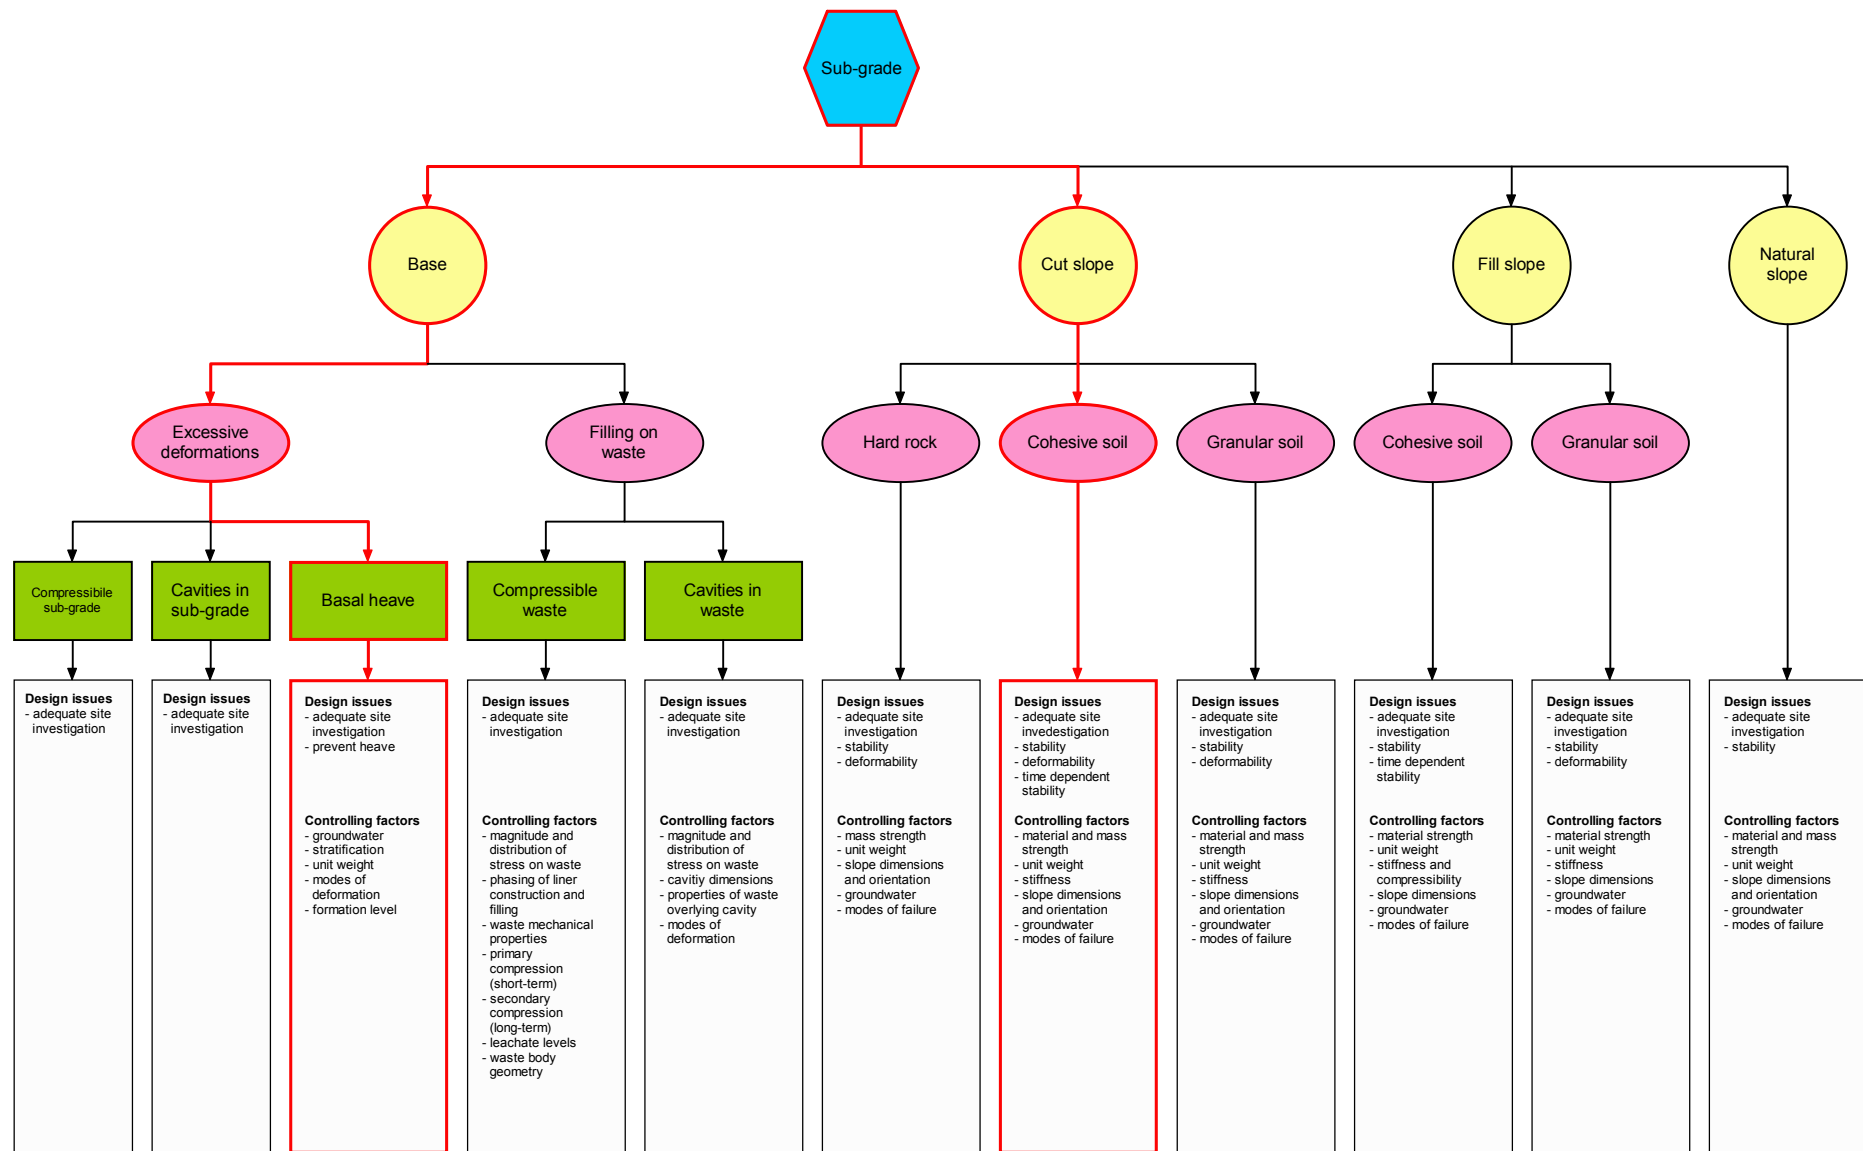 Sub-grade
Base
Cut slope
Fill slope
Natural
slope
Excessive
deformations
Filling on
waste
Hard rock
Cohesive soil
Granular soil
Cohesive soil
Granular soil
Compressibile
sub-grade
Cavities in
sub-grade
Basal heave
Compressible
waste
Cavities in
waste
Design issues
- adequate site
investigation
Design issues
- adequate site
investigation
Design issues
- adequate site
investigation
- prevent heave
Controlling factors
- groundwater
- stratification
- unit weight
- modes of
deformation
- formation level
Design issues
- adequate site
investigation
Controlling factors
- magnitude and
distribution of
stress on waste
- phasing of liner
construction and
filling
- waste mechanical
properties
- primary
compression
(short-term)
- secondary
compression
(long-term)
- leachate levels
- waste body
geometry
Design issues
- adequate site
investigation
Controlling factors
- magnitude and
distribution of
stress on waste
- cavitiy dimensions
- properties of waste
overlying cavity
- modes of
deformation
Design issues
- adequate site
investigation
- stability
- deformability
Controlling factors
- mass strength
- unit weight
- slope dimensions
and orientation
- groundwater
- modes of failure
Design issues
- adequate site
invedestigation
- stability
- deformability
- time dependent
stability
Controlling factors
- material and mass
strength
- unit weight
- stiffness
- slope dimensions
and orientation
- groundwater
- modes of failure
Design issues
- adequate site
investigation
- stability
- deformability
Controlling factors
- material and mass
strength
- unit weight
- stiffness
- slope dimensions
and orientation
- groundwater
- modes of failure
Design issues
- adequate site
investigation
- stability
- time dependent
stability
Controlling factors
- material strength
- unit weight
- stiffness and
compressibility
- slope dimensions
- groundwater
- modes of failure
Design issues
- adequate site
investigation
- stability
- deformability
Controlling factors
- material strength
- unit weight
- stiffness
- slope dimensions
- groundwater
- modes of failure
Design issues
- adequate site
investigation
- stability
Controlling factors
- material and mass
strength
- unit weight
- slope dimensions
and orientation
- groundwater
- modes of failure